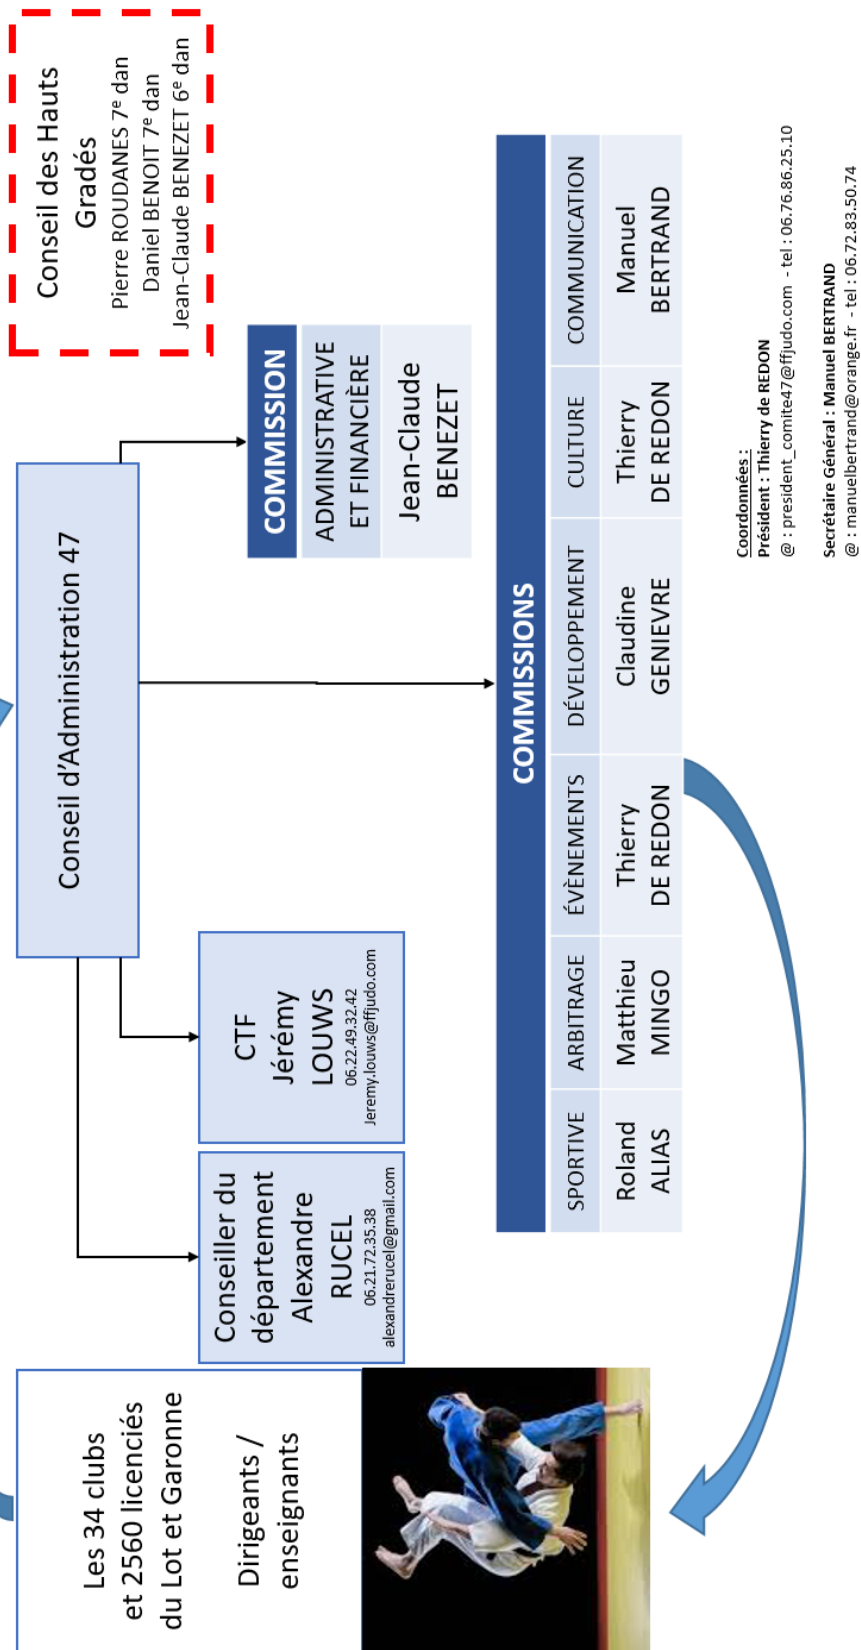 Les 34 clubs
et 2560 licenciés
du Lot et Garonne
Dirigeants /
enseignants
Conseil d’Administration 47
Conseil des Hauts
Gradés
Pierre ROUDANES 7e dan
Daniel BENOIT 7e dan
Jean-Claude BENEZET 6e dan
Conseiller du
département
Alexandre
RUCEL
06.21.72.35.38
alexandrerucel@gmail.com
CTF
Jérémy
LOUWS
06.22.49.32.42
Jeremy.louws@ffjudo.com
COMMISSION
ADMINISTRATIVE
ET FINANCIÈRE
Jean-Claude
BENEZET
COMMISSIONS
SPORTIVE
ARBITRAGE
ÉVÈNEMENTS
DÉVELOPPEMENT
CULTURE
COMMUNICATION
Roland
ALIAS
Matthieu
MINGO
Thierry
DE REDON
Claudine
GENIEVRE
Thierry
DE REDON
Manuel
BERTRAND
Coordonnées :
Président : Thierry de REDON
@ : president_comite47@ffjudo.com - tel : 06.76.86.25.10
Secrétaire Général : Manuel BERTRAND
@ : manuelbertrand@orange.fr - tel : 06.72.83.50.74